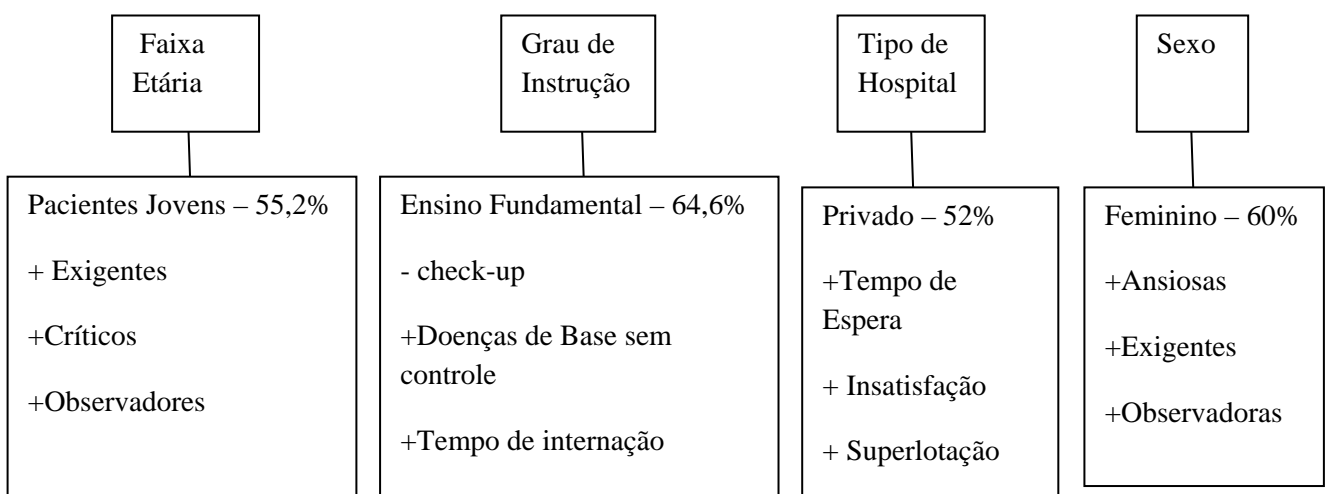 Faixa
Etária
Grau de
Instrução
Tipo de
Hospital
Sexo
Pacientes Jovens – 55,2%
+ Exigentes
+Críticos
+Observadores
Ensino Fundamental – 64,6%
- check-up
+Doenças de Base sem
controle
+Tempo de internação
Privado – 52%
+Tempo de
Espera
+ Insatisfação
+ Superlotação
Feminino – 60%
+Ansiosas
+Exigentes
+Observadoras